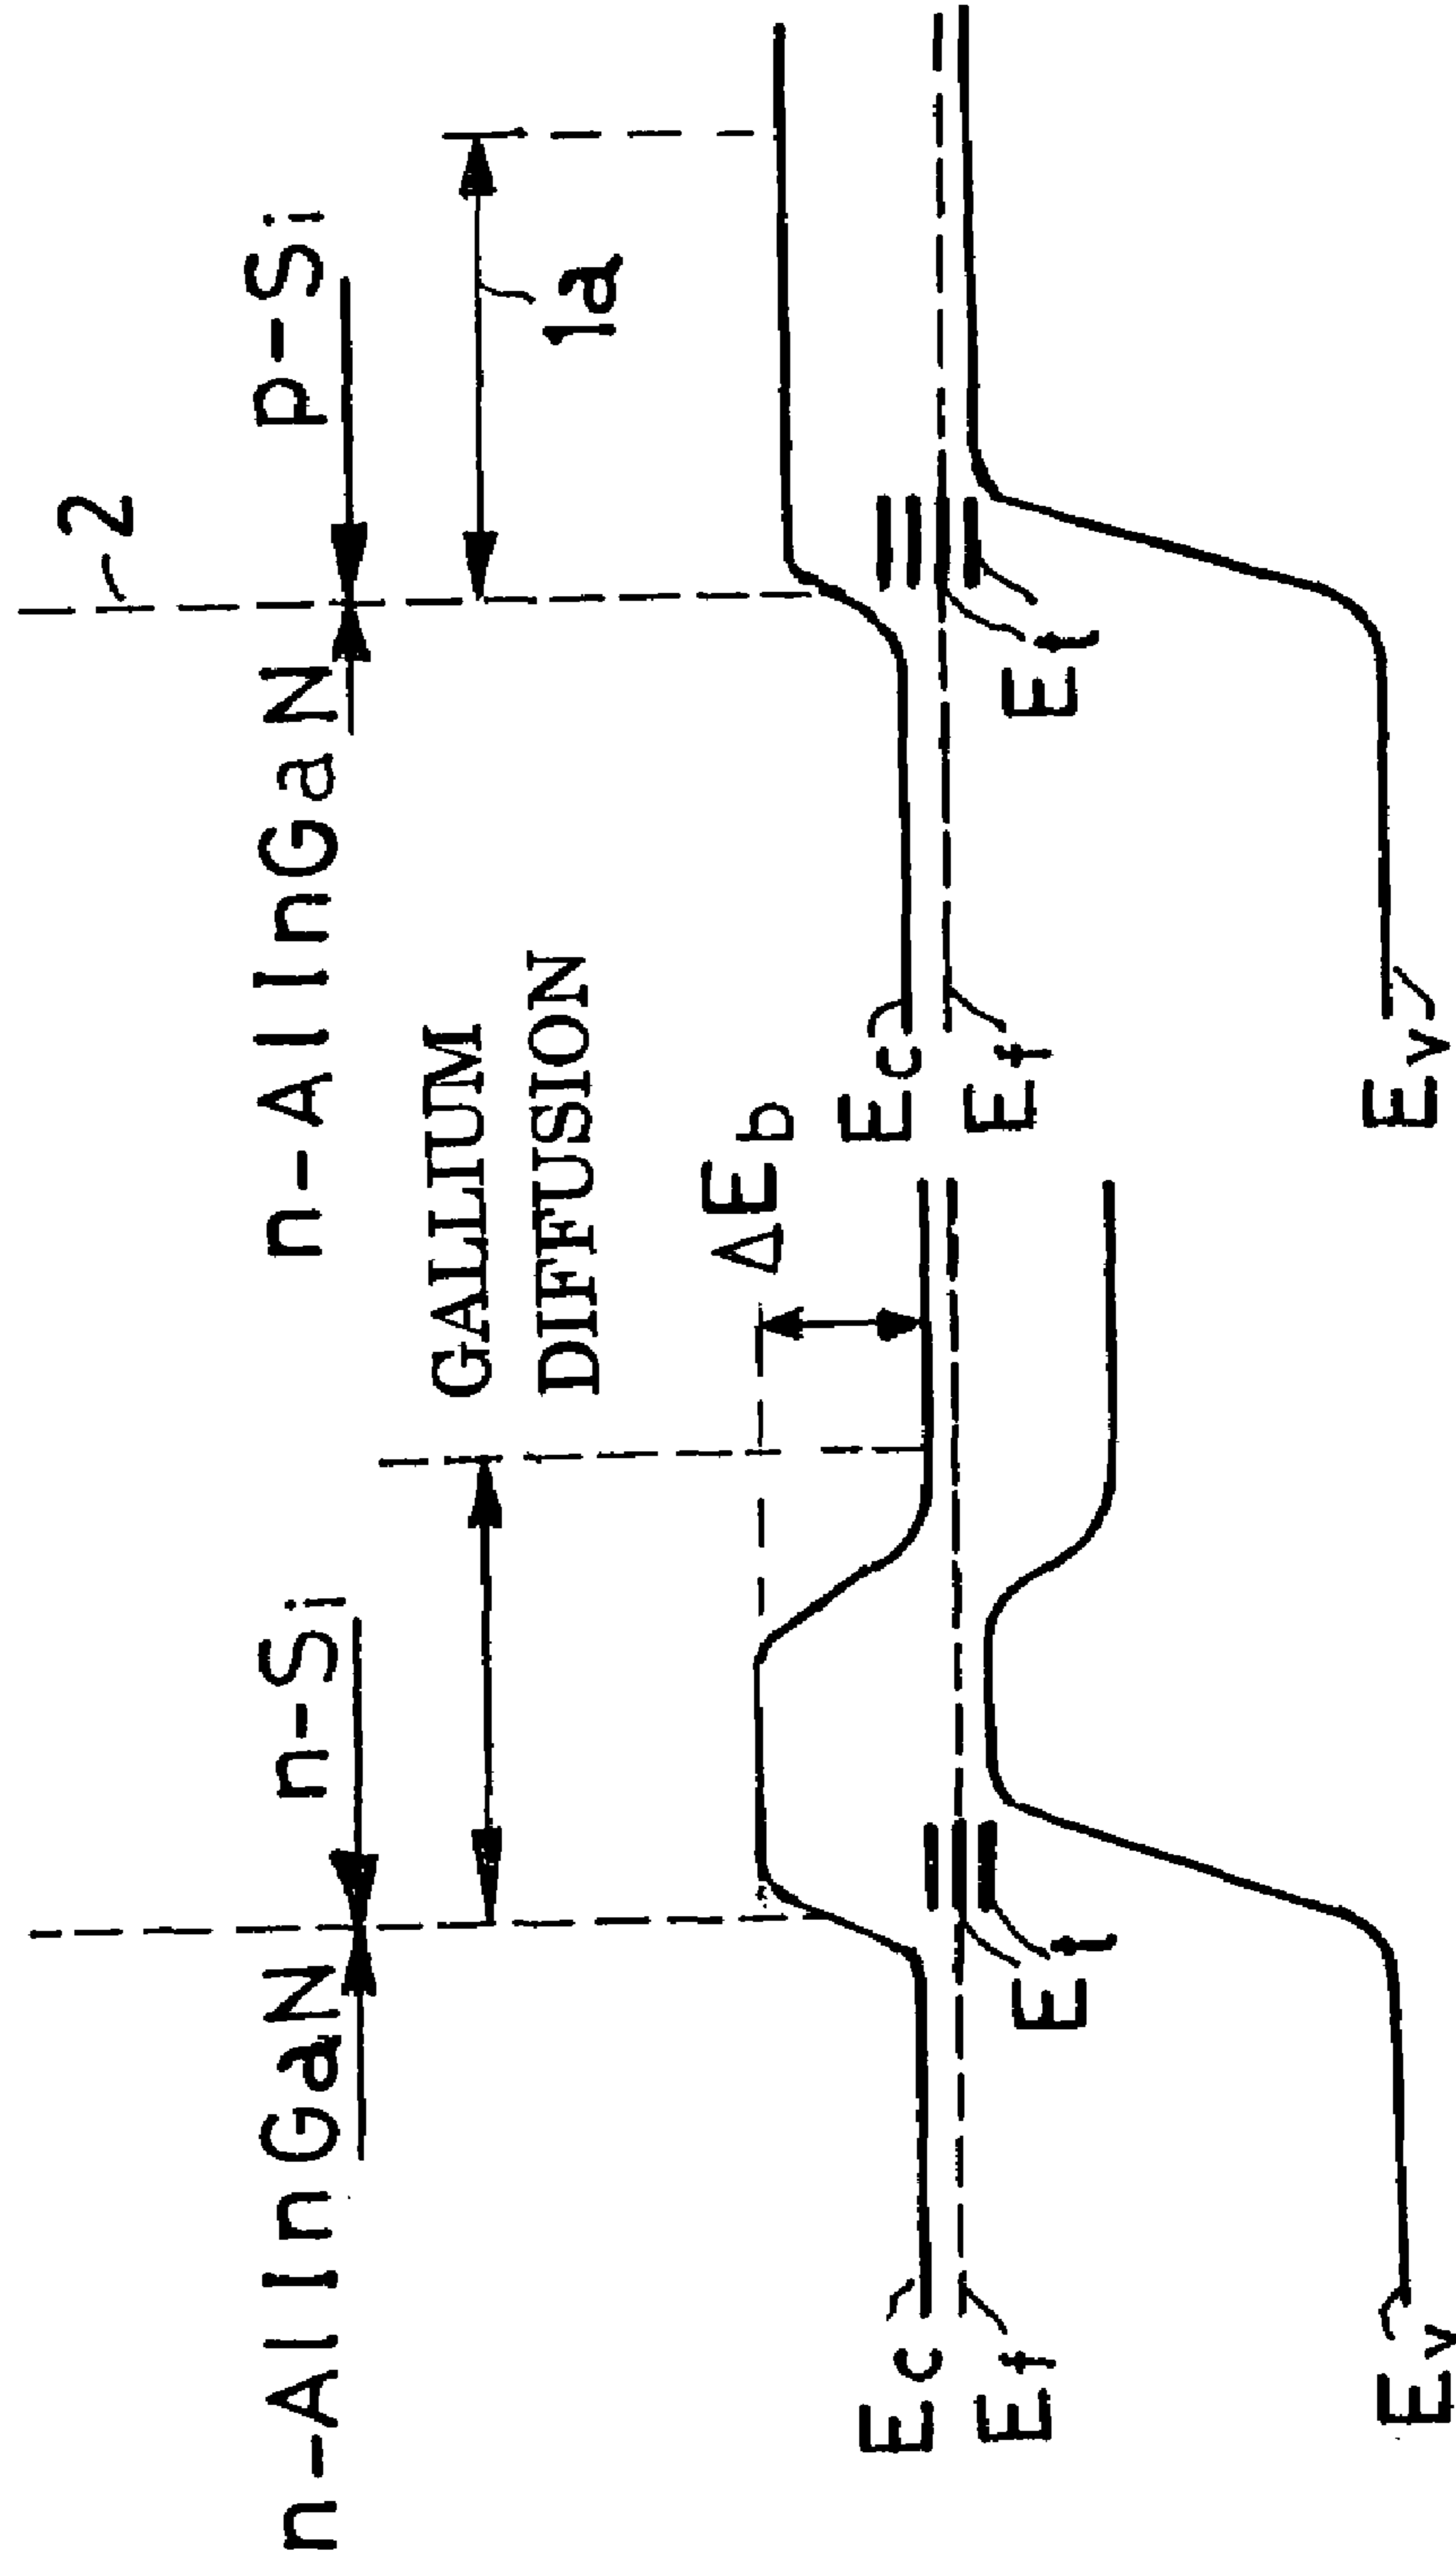 n-AlInGaN n-Si
GALLIUM
DIFFUSION
ΔEb
Ec
Ef
Et
Ev
2
n-AlInGaN p-Si
1a
Ec
Ef
Et
Ev